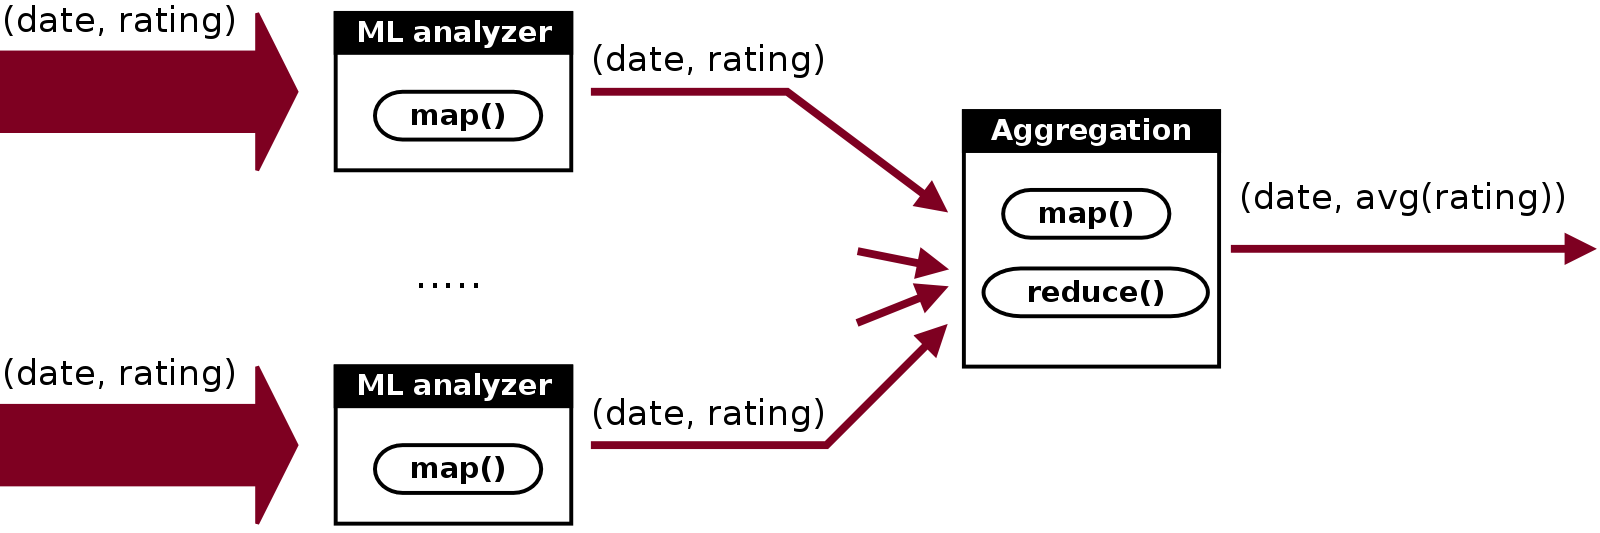 (date, rating)
ML analyzer
map()
(date, rating)
Aggregation
map()
reduce()
(date, avg(rating))
.....
(date, rating)
ML analyzer
map()
(date, rating)